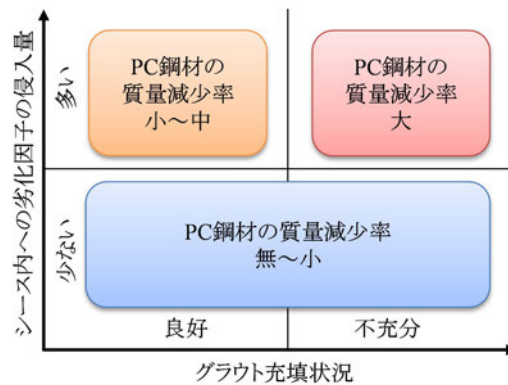 シース内への劣化因子の侵入量
多い
少ない
PC鋼材の
質量減少率
小～中
PC鋼材の
質量減少率
大
PC鋼材の質量減少率
無～小
良好
不充分
グラウト充填状況